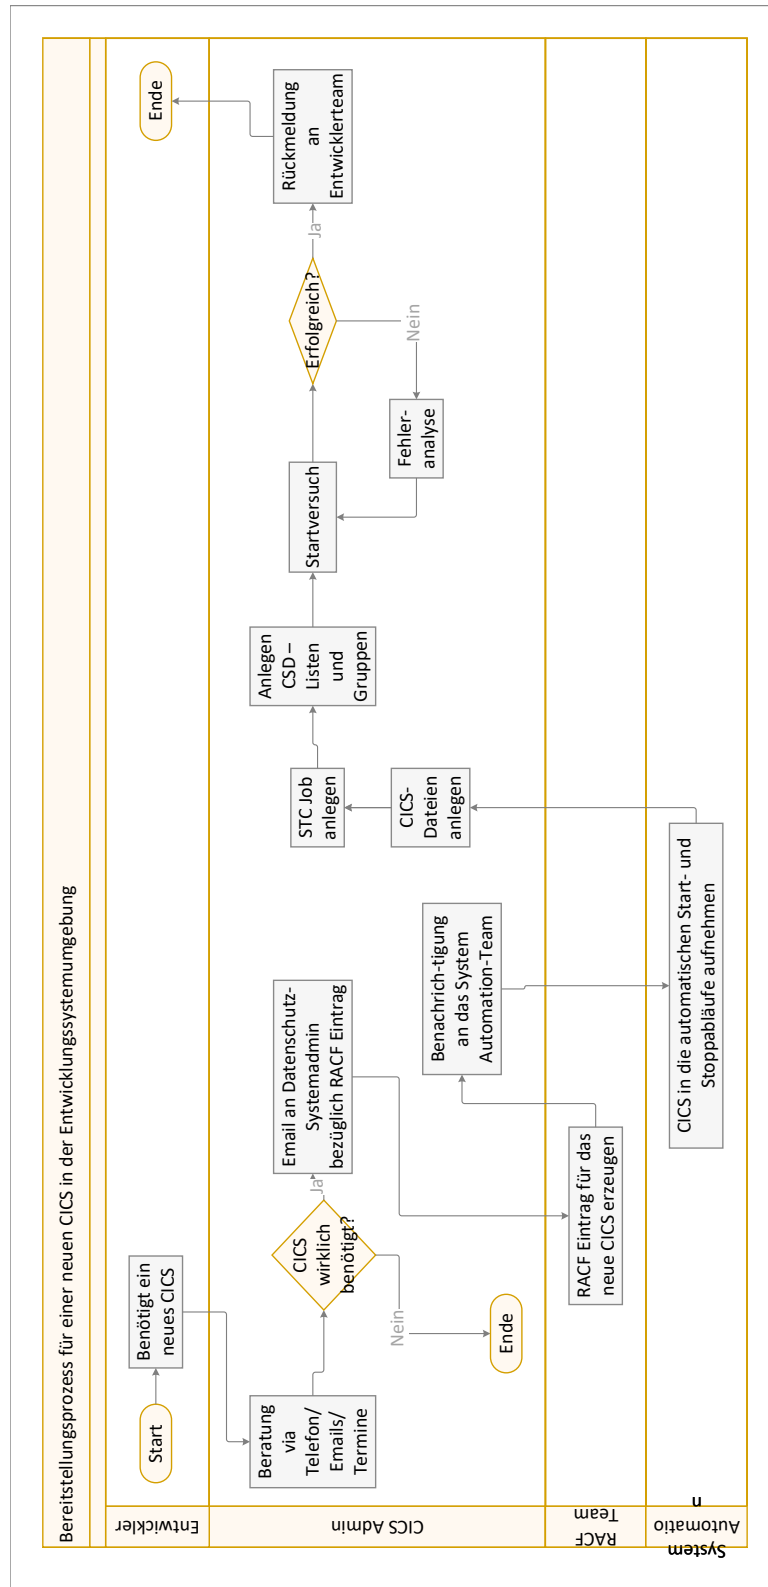 Bereitstellungsprozess für einer neuen CICS in der Entwicklungssystemumgebung
Entwickler
Start
Benötigt ein
neues CICS
Ende
CICS Admin
Beratung
via
Telefon/
Emails/
Termine
CICS
wirklich
benötigt?
Ja
Nein
Ende
Email an Datenschutz-
Systemadmin
bezüglich RACF Eintrag
Benachrich-tigung
an das System
Automation-Team
STC Job
anlegen
CICS-
Dateien
anlegen
Anlegen
CSD –
Listen
und
Gruppen
Startversuch
Fehler-
analyse
Erfolgreich?
Ja
Nein
Rückmeldung
an
Entwicklerteam
RACF
Team
RACF Eintrag für das
neue CICS erzeugen
System
Automatio
n
CICS in die automatischen Start- und
Stoppabläufe aufnehmen